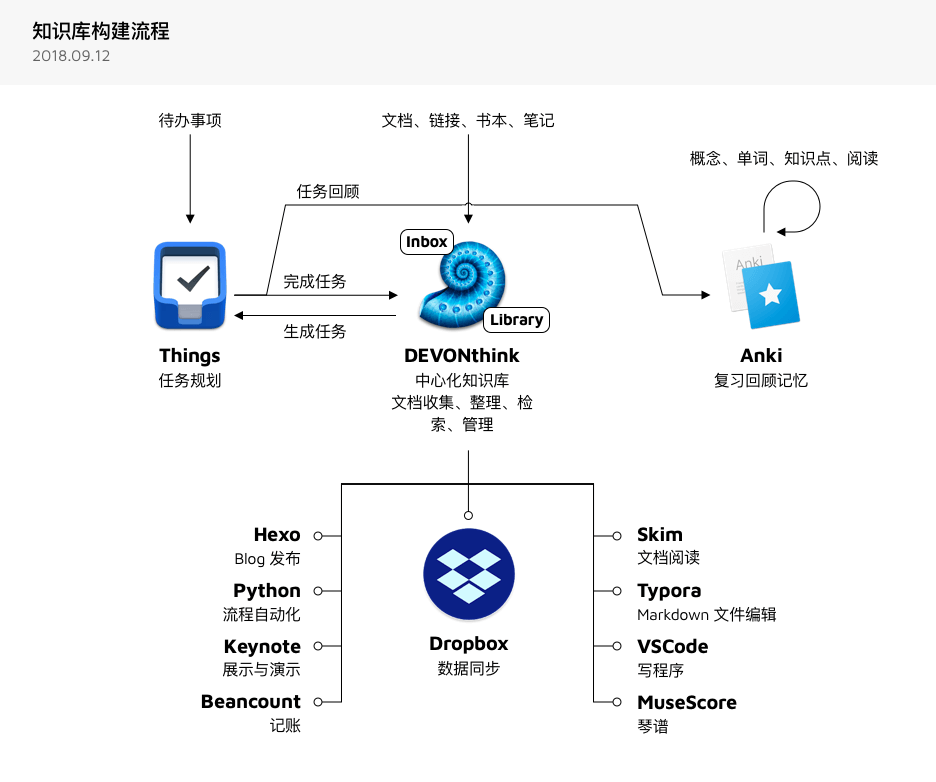 知识库构建流程
2018.09.12
待办事项
文档、链接、书本、笔记
概念、单词、知识点、阅读
任务回顾
Inbox
Anki
完成任务
Library
生成任务
Things
任务规划
DEVONthink
中心化知识库
文档收集、整理、检
索、管理
Anki
复习回顾记忆
Hexo
Blog 发布
Python
流程自动化
Keynote
展示与演示
Beancount
记账
Dropbox
数据同步
Skim
文档阅读
Typora
Markdown 文件编辑
VSCode
写程序
MuseScore
琴谱